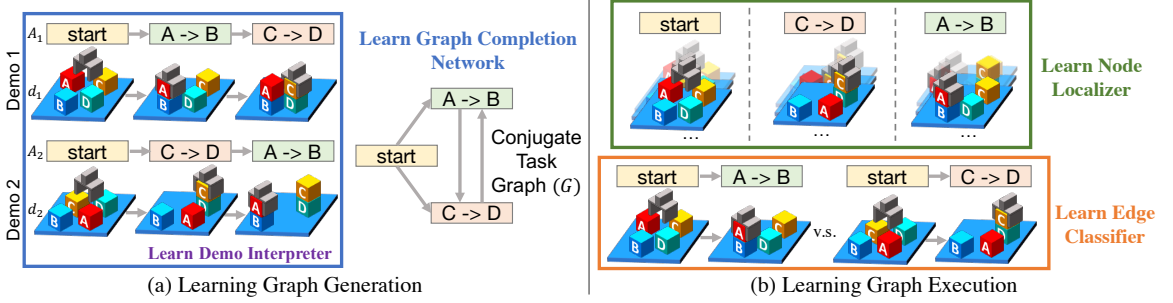 Demo 1
A₁ start A -> B C -> D
d₁
A B C D
A B C D
A B C D
Demo 2
A₂ start C -> D A -> B
d₂
B C A D
B A C D
A B C D
Learn Demo Interpreter
Learn Graph Completion
Network
A -> B
start
C -> D
Conjugate
Task
Graph (G)
(a) Learning Graph Generation
start C -> D A -> B
A C B D
A C D B A
A C B D
... ... ...
Learn Node
Localizer
start A -> B start C -> D
A C B D
A C B D
v.s.
C B D A
C B A D
Learn Edge
Classifier
(b) Learning Graph Execution